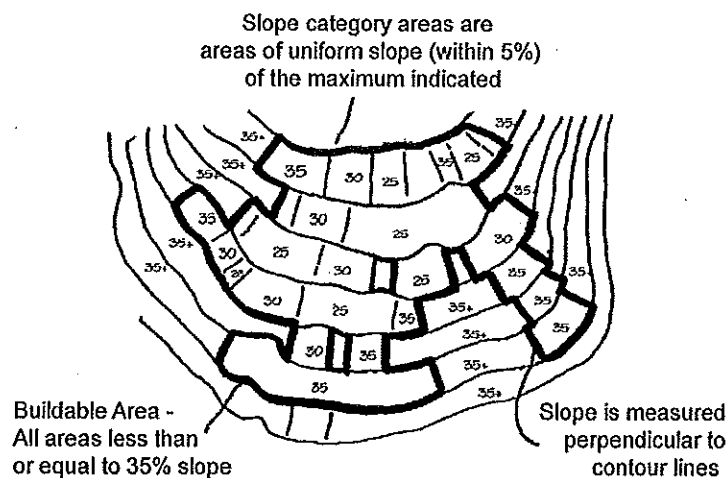 Slope category areas are
areas of uniform slope (within 5%)
of the maximum indicated
35+
35+ 35 30 25 35 25
35+ 30 25 35+
35 25 30 25 30
35+ 30 25 35
35+ 30 25 35 35+ 35
30 35 35+ 35
35 35+
35+
Buildable Area -
All areas less than
or equal to 35% slope
Slope is measured
perpendicular to
contour lines